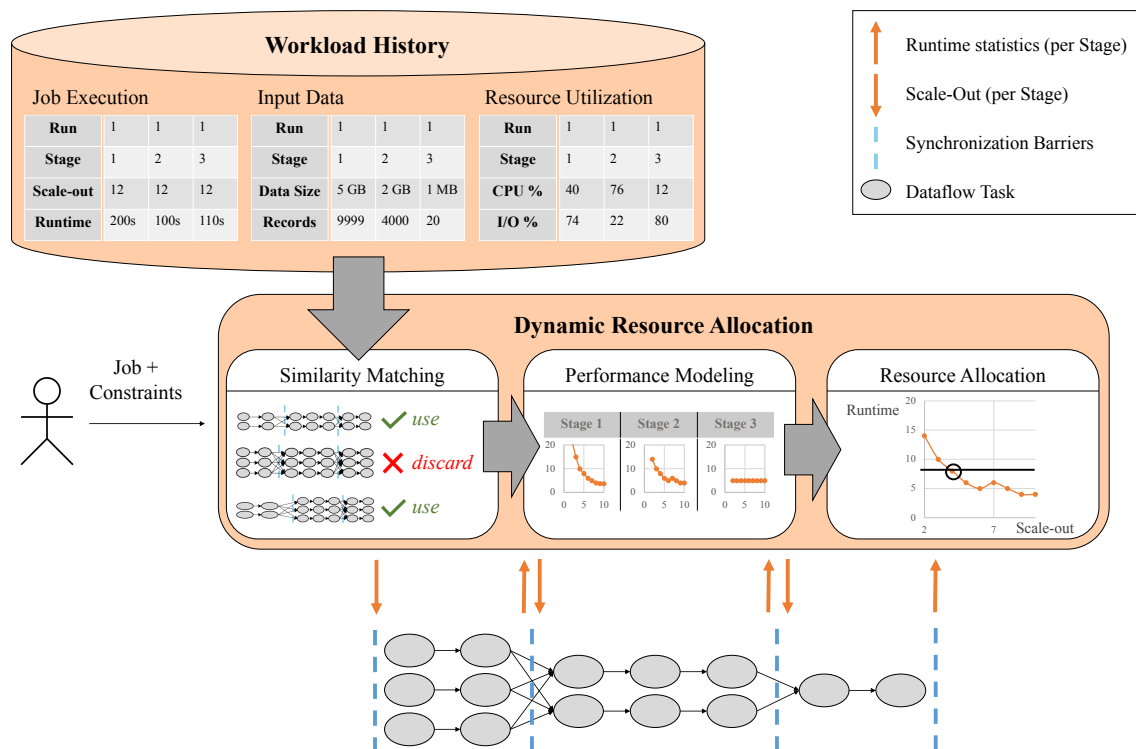 Workload History
Job Execution
Run 1 1 1
Stage 1 2 3
Scale-out 12 12 12
Runtime 200s 100s 110s
Input Data
Run 1 1 1
Stage 1 2 3
Data Size 5 GB 2 GB 1 MB
Records 9999 4000 20
Resource Utilization
Run 1 1 1
Stage 1 2 3
CPU % 40 76 12
I/O % 74 22 80
Runtime statistics (per Stage)
Scale-Out (per Stage)
Synchronization Barriers
Dataflow Task
Job +
Constraints
Dynamic Resource Allocation
Similarity Matching
use
discard
use
Performance Modeling
Stage 1 Stage 2 Stage 3
20 20 20
10 10 10
0 0 0
0 5 10 0 5 10 0 5 10
Resource Allocation
Runtime
20
15
10
5
0
2 7
Scale-out